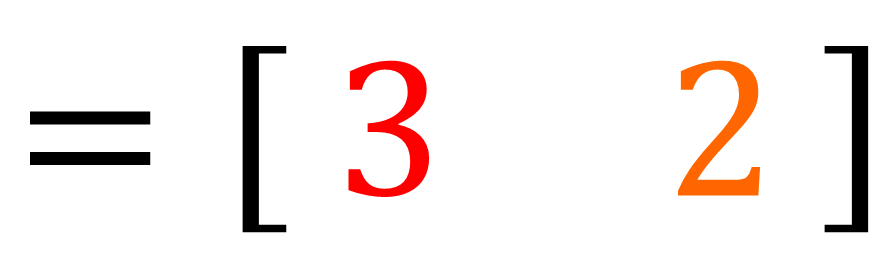 = [ 3 2 ]